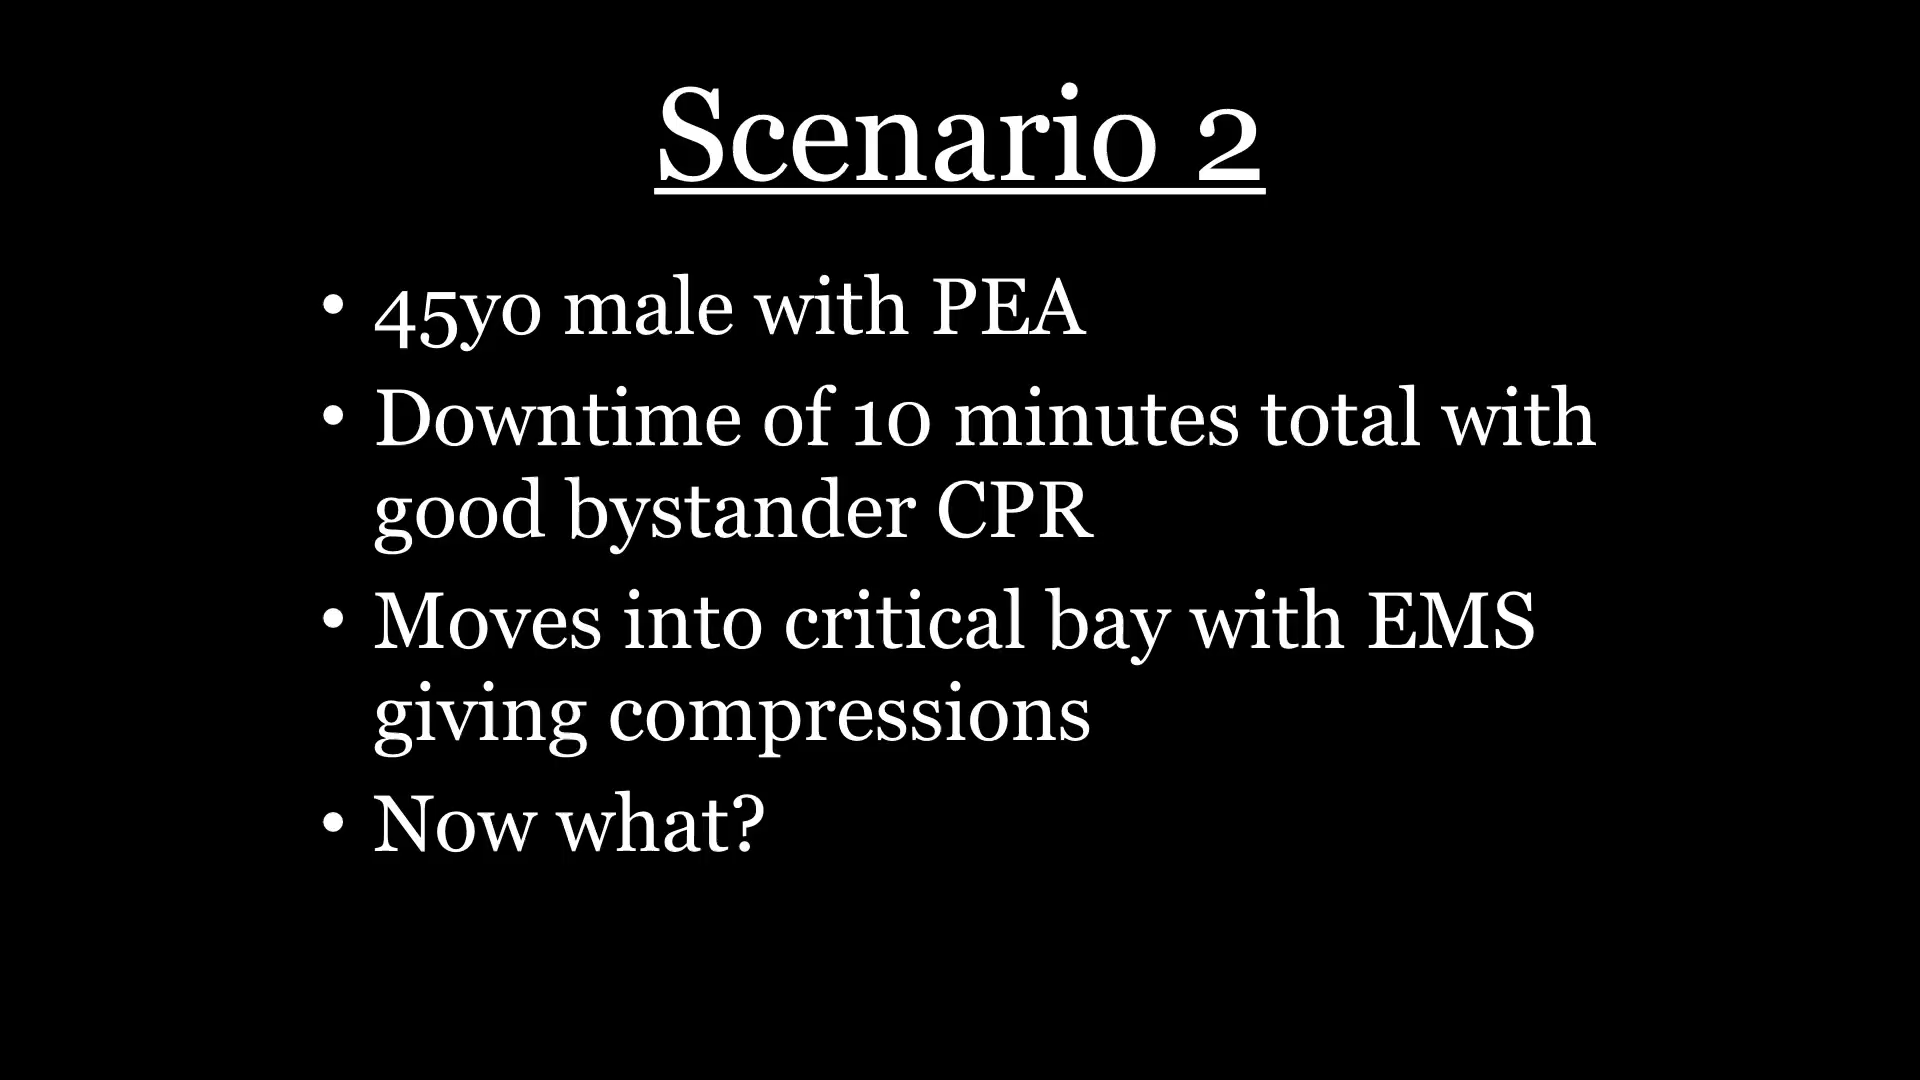 Scenario 2
• 45yo male with PEA
• Downtime of 10 minutes total with
good bystander CPR
• Moves into critical bay with EMS
giving compressions
• Now what?